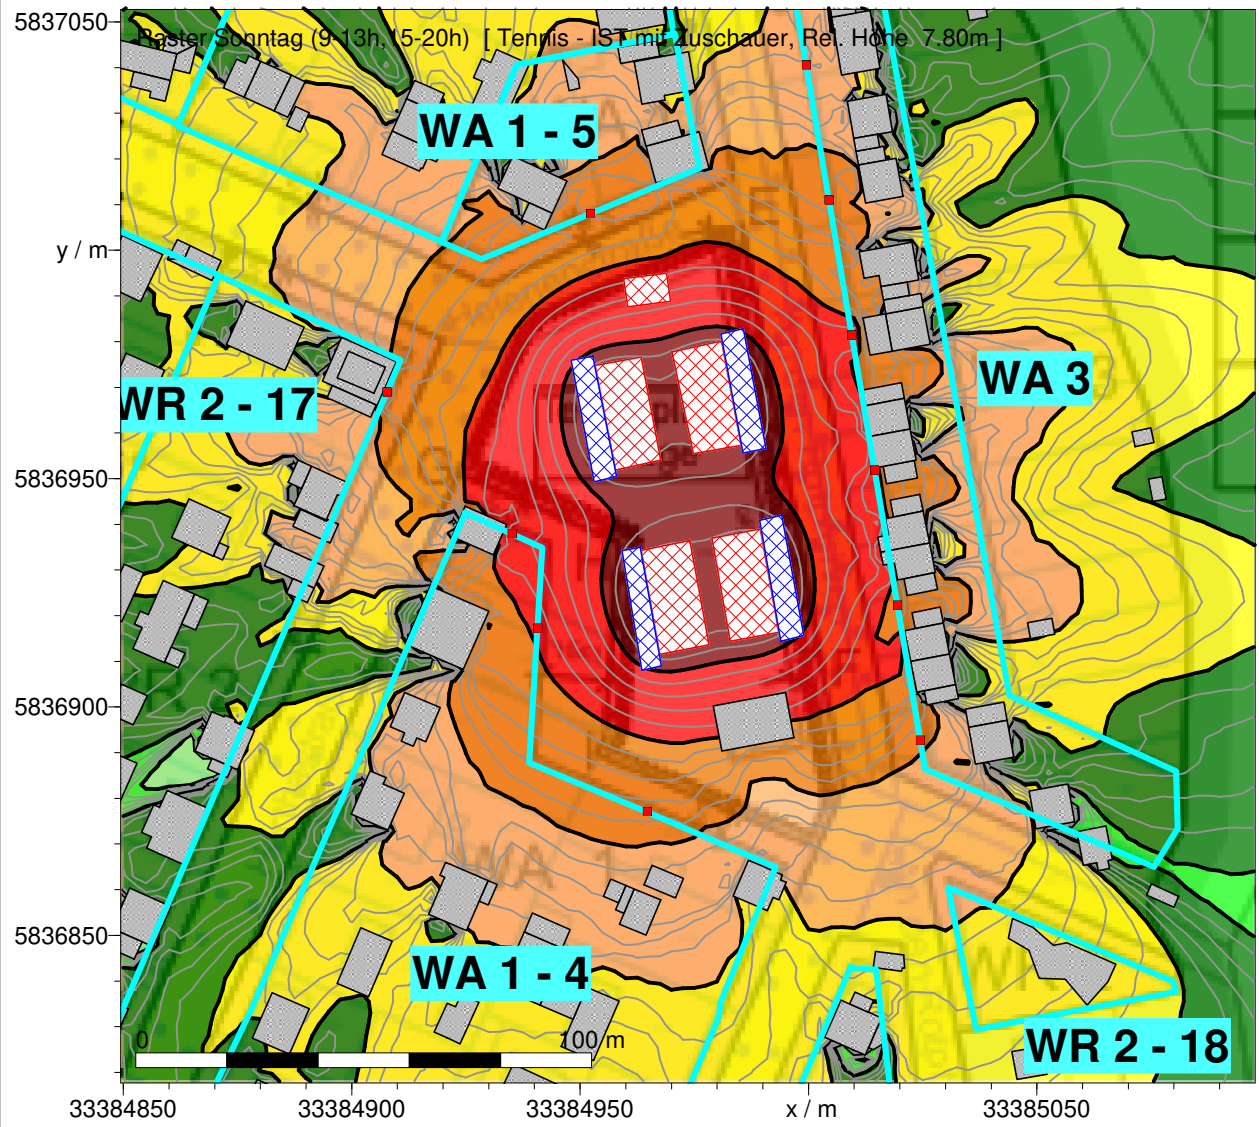 5837050
Raster Sonntag (9-13h,15-20h) [ Tennis - IST mit Zuschauer, Rel. Höhe 7.80m ]
WA 1 - 5
y / m
WA 3
WR 2 - 17
5836950
5836900
WA 1
5836850
WA 1 - 4
WR 2 - 18
0
100 m
33384850
33384900
33384950
x / m
33385050